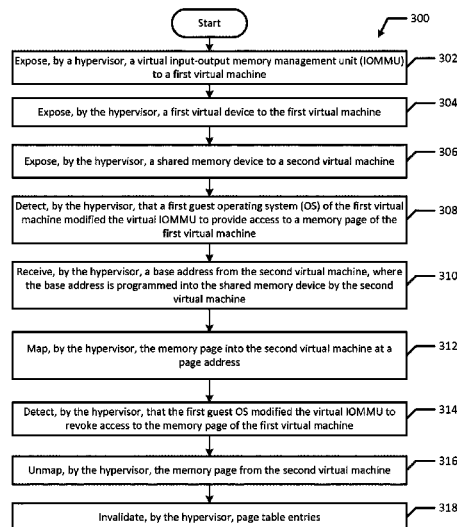 Start
300
Expose, by a hypervisor, a virtual input-output memory management unit (IOMMU)
to a first virtual machine
302
Expose, by the hypervisor, a first virtual device to the first virtual machine
304
Expose, by the hypervisor, a shared memory device to a second virtual machine
306
Detect, by the hypervisor, that a first guest operating system (OS) of the first virtual
machine modified the virtual IOMMU to provide access to a memory page of the
first virtual machine
308
Receive, by the hypervisor, a base address from the second virtual machine, where
the base address is programmed into the shared memory device by the second
virtual machine
310
Map, by the hypervisor, the memory page into the second virtual machine at a
page address
312
Detect, by the hypervisor, that the first guest OS modified the virtual IOMMU to
revoke access to the memory page of the first virtual machine
314
Unmap, by the hypervisor, the memory page from the second virtual machine
316
Invalidate, by the hypervisor, page table entries
318